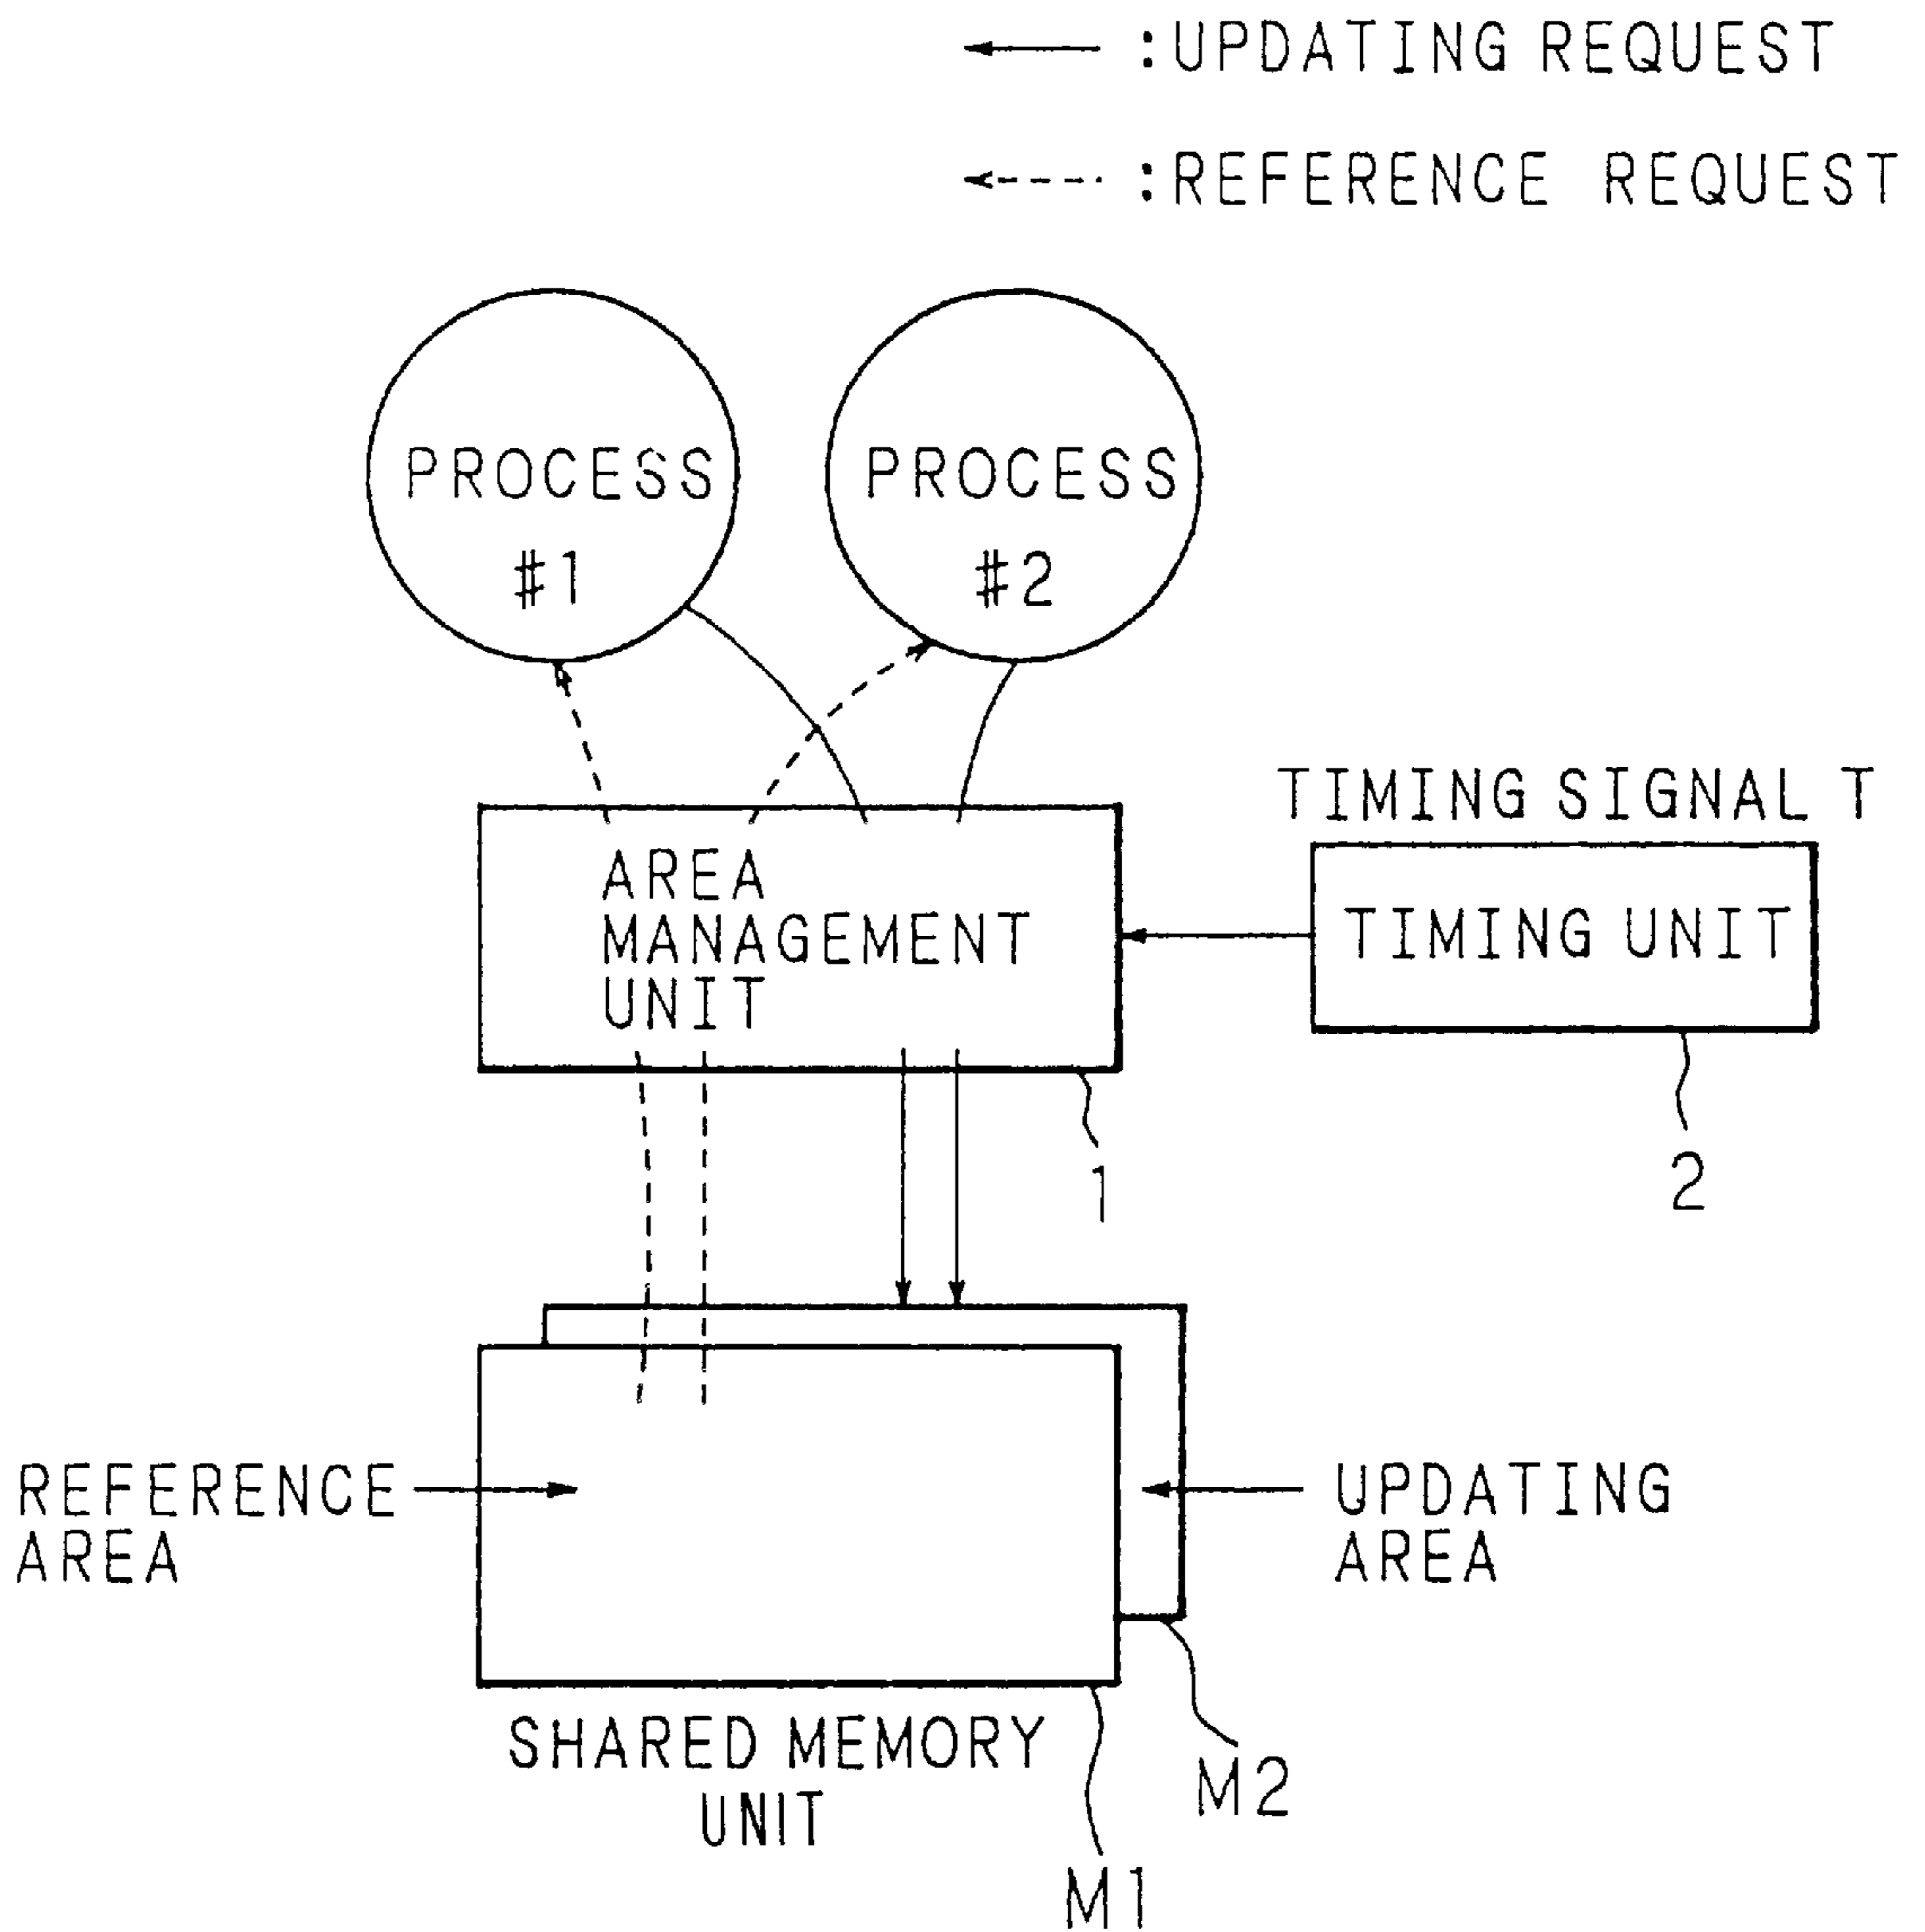 :UPDATING REQUEST
:REFERENCE REQUEST
PROCESS
#1
PROCESS
#2
TIMING SIGNAL T
AREA
MANAGEMENT
UNIT
TIMING UNIT
1
2
REFERENCE
AREA
UPDATING
AREA
SHARED MEMORY
UNIT
M2
M1